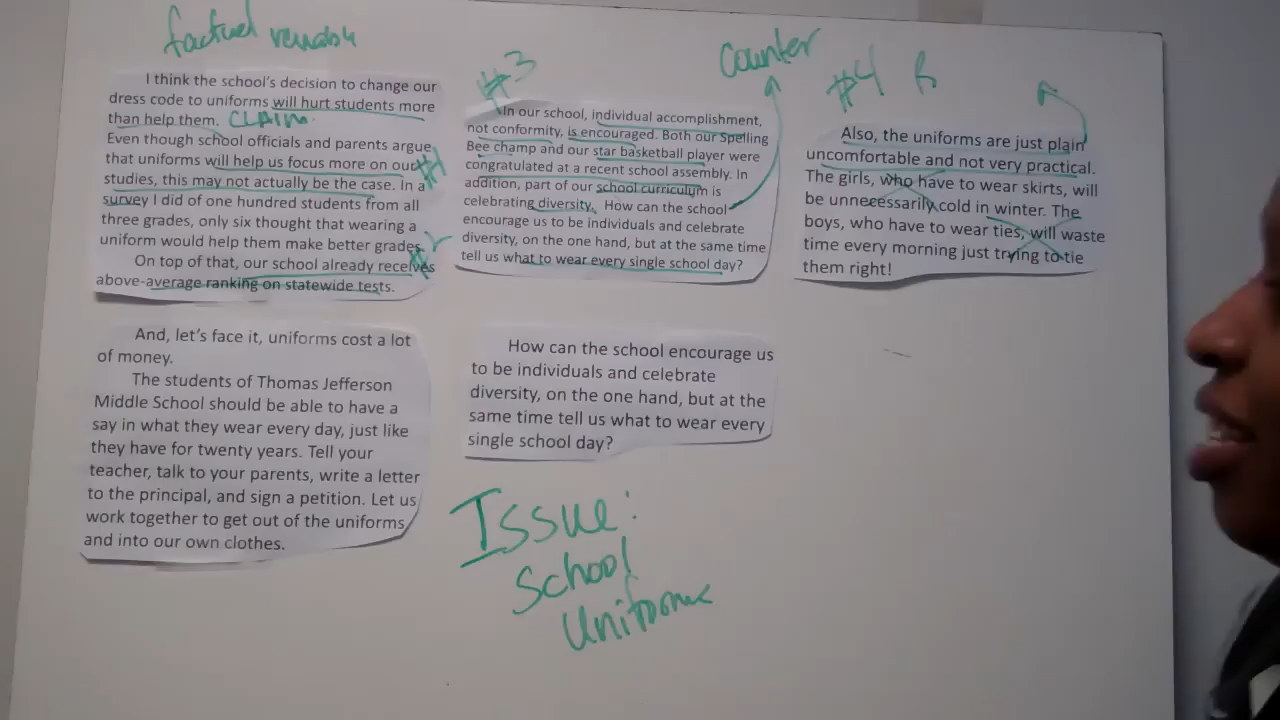 factual
I think the school's decision to change our
dress code to uniforms will hurt students more
than help them. CLAIM.
Even though school officials and parents argue
that uniforms will help us focus more on our #1
studies, this may not actually be the case. In a
survey I did of one hundred students from all
three grades, only six thought that wearing a
uniform would help them make better grades.
On top of that, our school already receives
above-average ranking on statewide tests.
And, let's face it, uniforms cost a lot
of money.
The students of Thomas Jefferson
Middle School should be able to have a
say in what they wear every day, just like
they have for twenty years. Tell your
teacher, talk to your parents, write a letter
to the principal, and sign a petition. Let us
work together to get out of the uniforms
and into our own clothes.
#3
Counter
In our school, individual accomplishment,
not conformity, is encouraged. Both our Spelling
Bee champ and our star basketball player were
congratulated at a recent school assembly. In
addition, part of our school curriculum is
celebrating diversity. How can the school
encourage us to be individuals and celebrate
diversity, on the one hand, but at the same time
tell us what to wear every single school day?
How can the school encourage us
to be individuals and celebrate
diversity, on the one hand, but at the
same time tell us what to wear every
single school day?
Issue:
School
Uniforms
#4 R
Also, the uniforms are just plain
uncomfortable and not very practical.
The girls, who have to wear skirts, will
be unnecessarily cold in winter. The
boys, who have to wear ties, will waste
time every morning just trying to tie
them right!